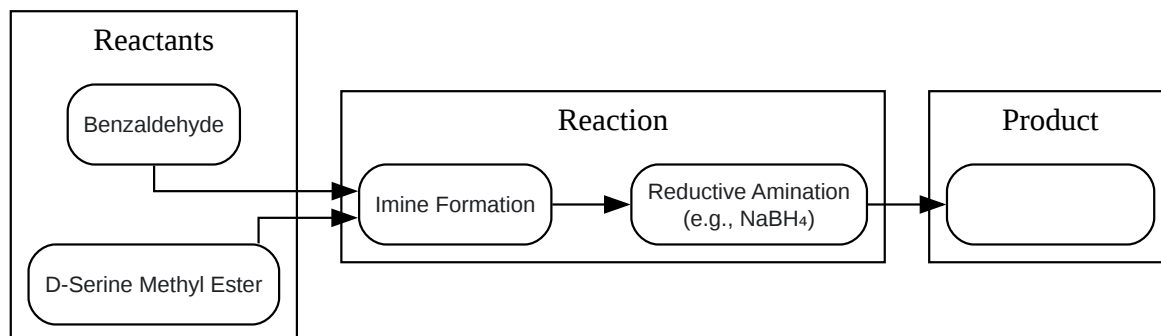 Reactants
Benzaldehyde
D-Serine Methyl Ester
Reaction
Imine Formation
Reductive Amination
(e.g., NaBH₄)
Product